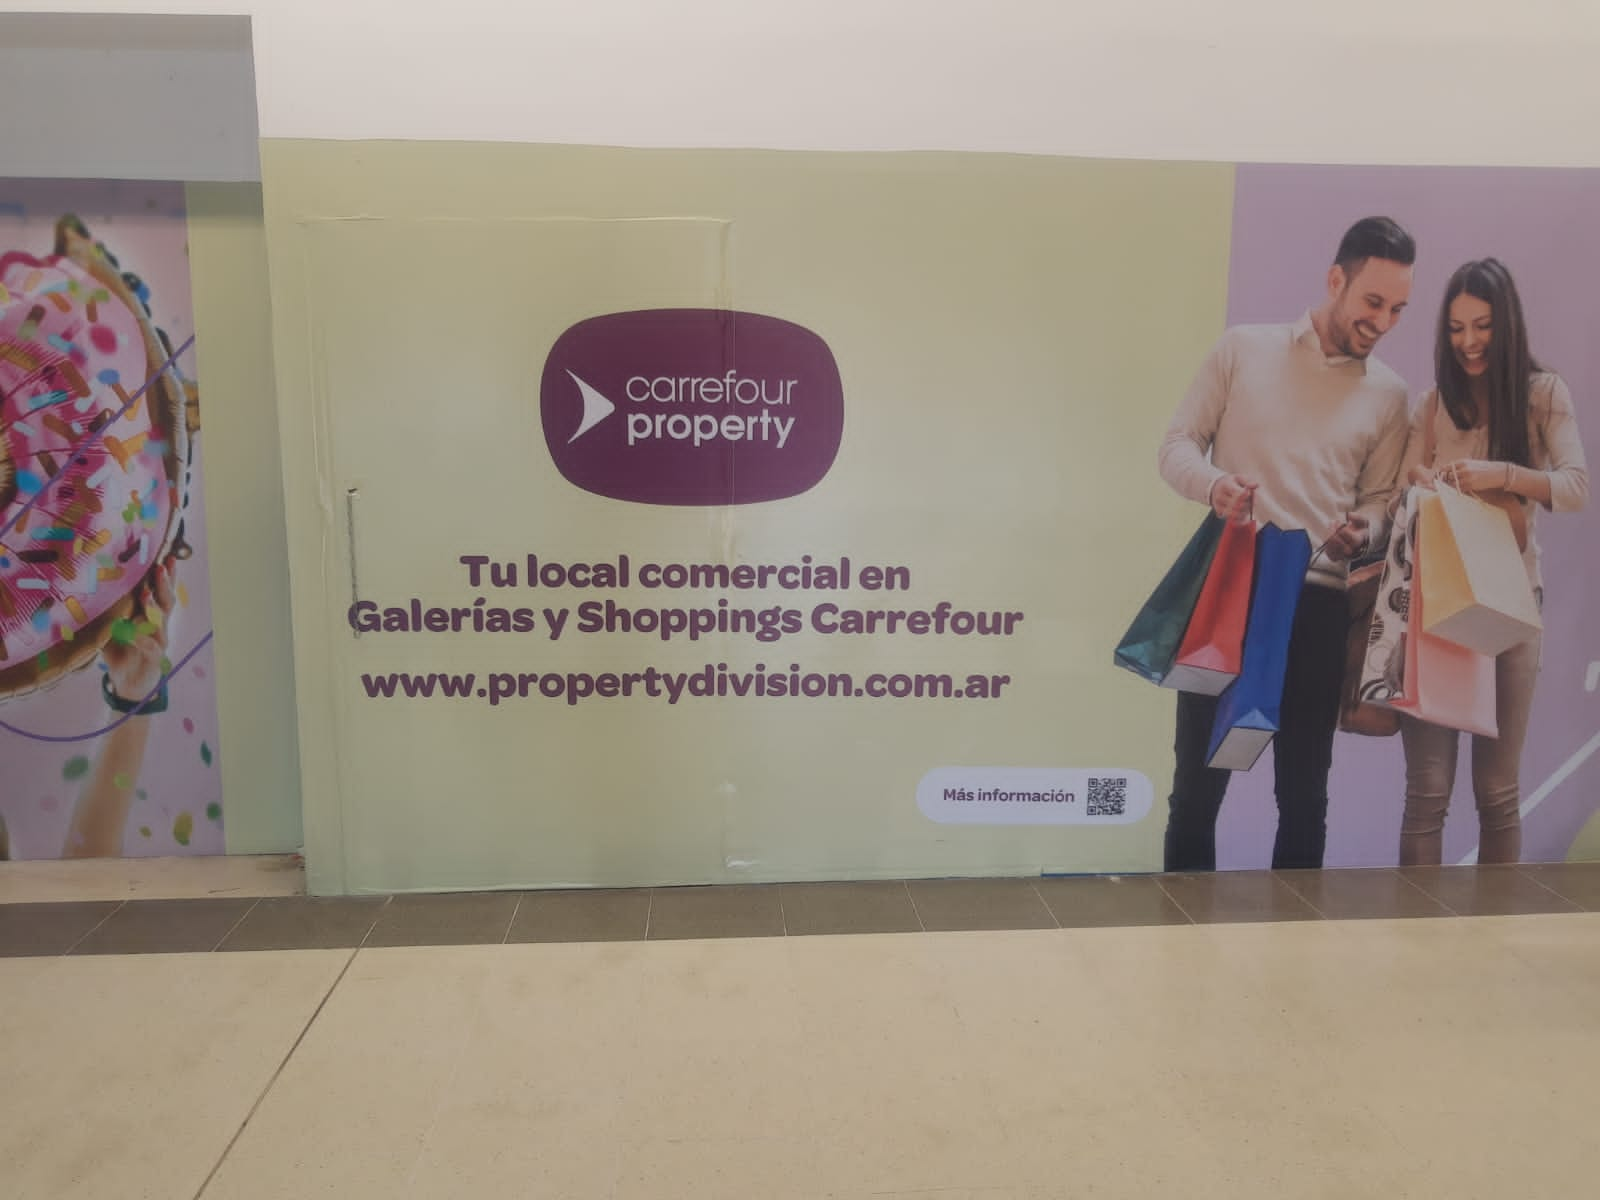 carrefour
property
Tu local comercial en
Galerías y Shoppings Carrefour
www.propertydivision.com.ar
Más información